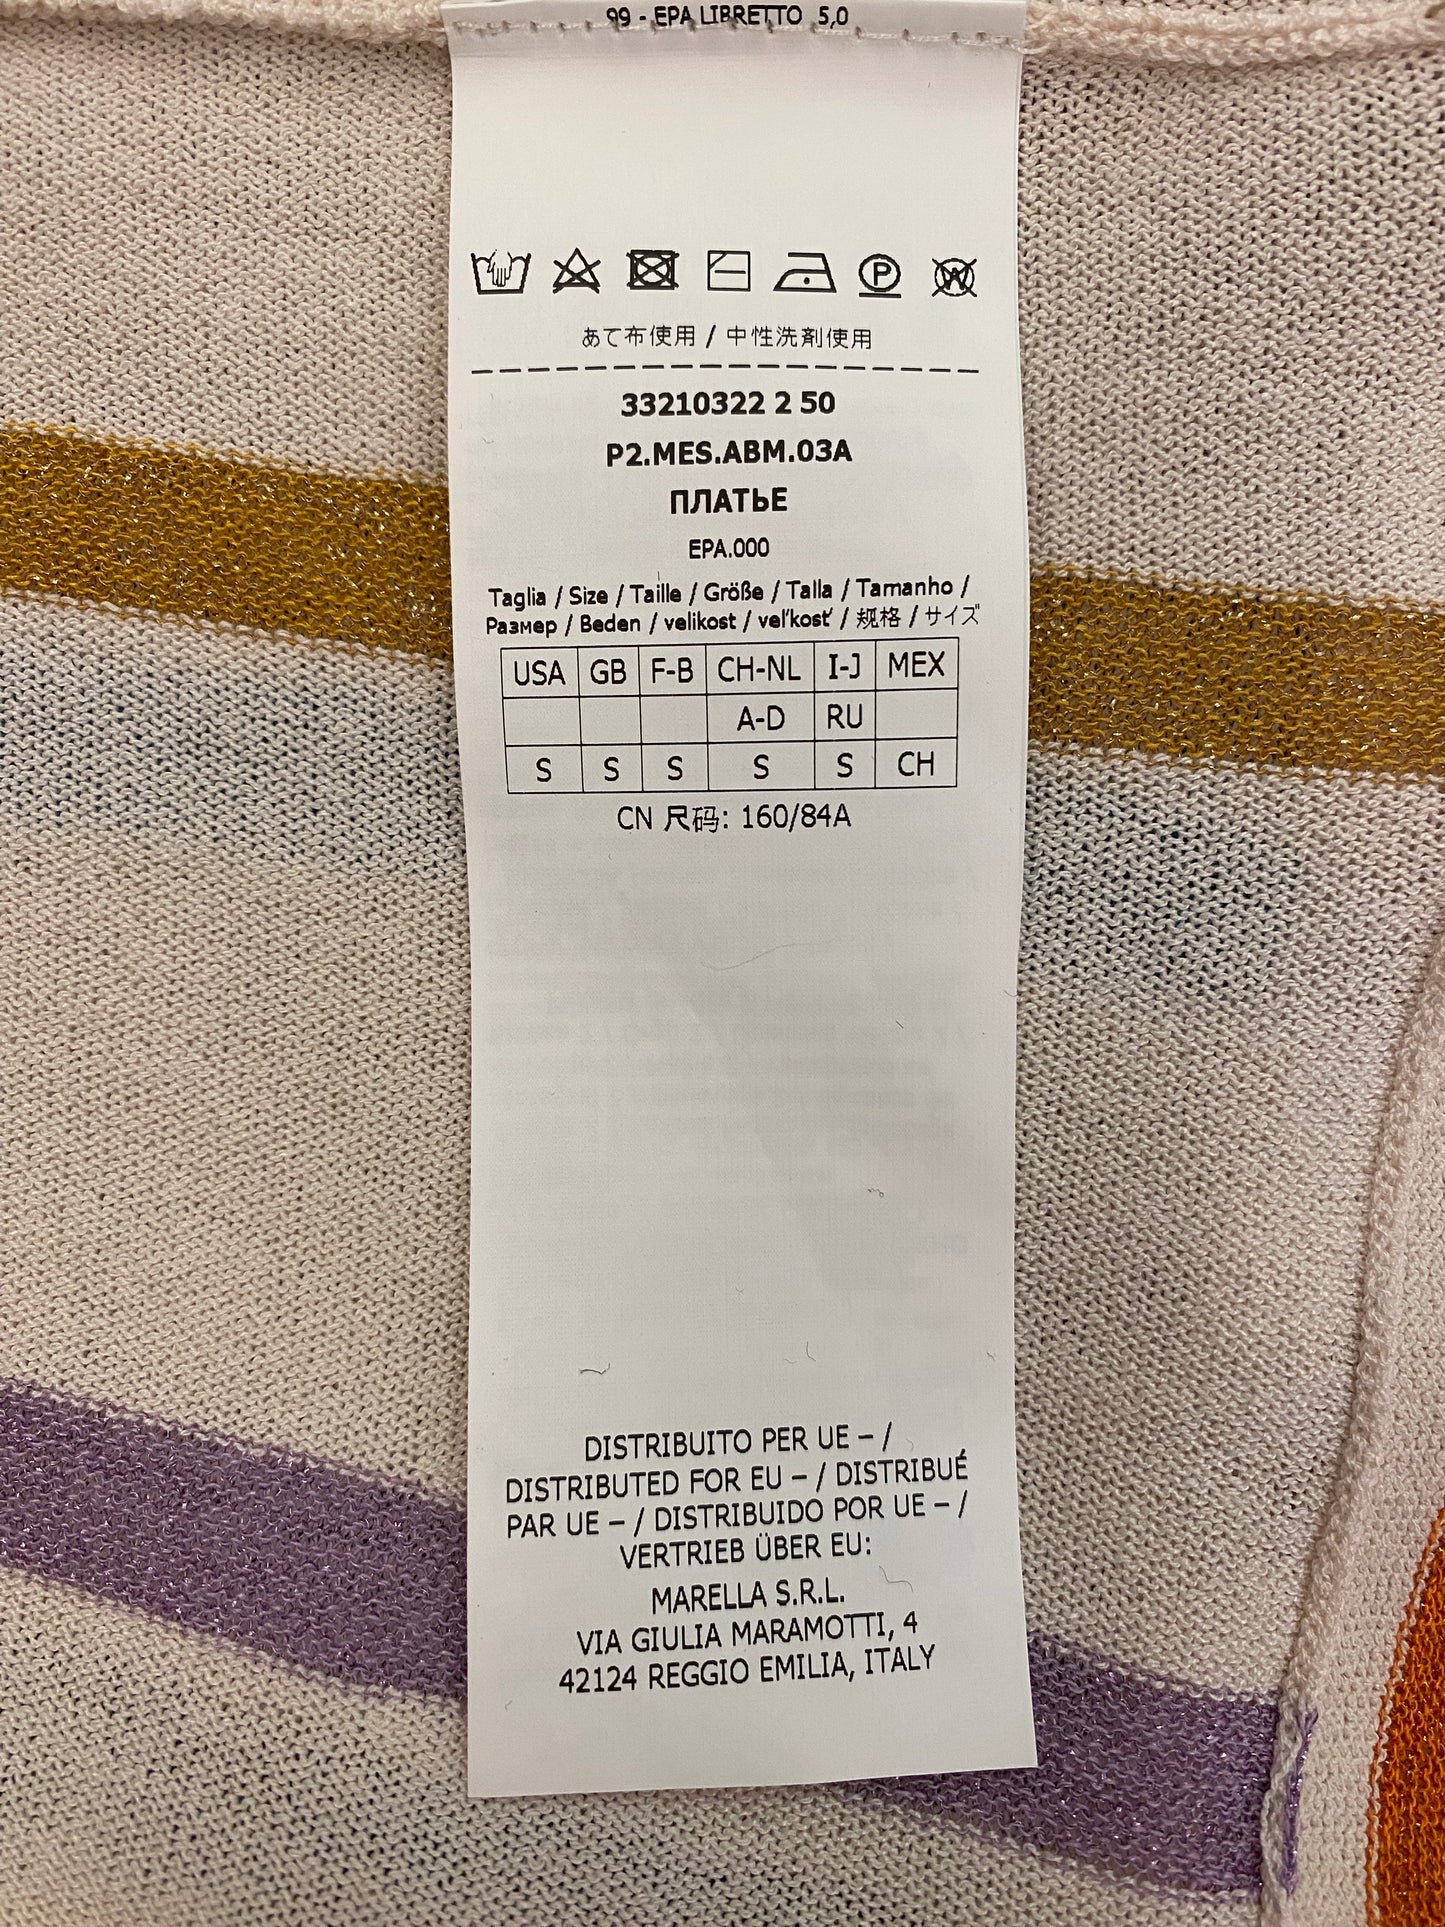 99 - EPA LIBRETTO 5,0
P
W
あて布使用 / 中性洗剤使用
33210322 2 50
P2.MES.ABM.03A
ПЛАТЬЕ
EPA.000
Taglia / Size / Taille / Größe / Talla / Tamanho /
Размер / Beden / velikost / veľkosť / 规格 / サイズ
USA GB F-B CH-NL I-J MEX
A-D RU
S S S S S CH
CN 尺码: 160/84A
DISTRIBUITO PER UE – /
DISTRIBUTED FOR EU – / DISTRIBUÉ
PAR UE – / DISTRIBUIDO POR UE – /
VERTRIEB ÜBER EU:
MARELLA S.R.L.
VIA GIULIA MARAMOTTI, 4
42124 REGGIO EMILIA, ITALY